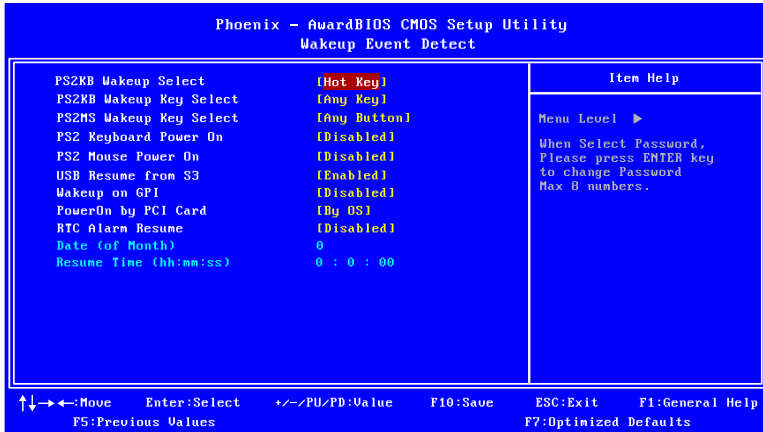 Phoenix – AwardBIOS CMOS Setup Utility
Wakeup Event Detect
PS2KB Wakeup Select [Hot Key]
PS2KB Wakeup Key Select [Any Key]
PS2MS Wakeup Key Select [Any Button]
PS2 Keyboard Power On [Disabled]
PS2 Mouse Power On [Disabled]
USB Resume from S3 [Enabled]
Wakeup on GPI [Disabled]
PowerOn by PCI Card [By OS]
RTC Alarm Resume [Disabled]
Date (of Month) 0
Resume Time (hh:mm:ss) 0 : 0 : 00
Item Help
Menu Level ▶
When Select Password,
Please press ENTER key
to change Password
Max 8 numbers.
↑↓→←:Move Enter:Select +/-/PU/PD:Value F10:Save ESC:Exit F1:General Help
F5:Previous Values F7:Optimized Defaults